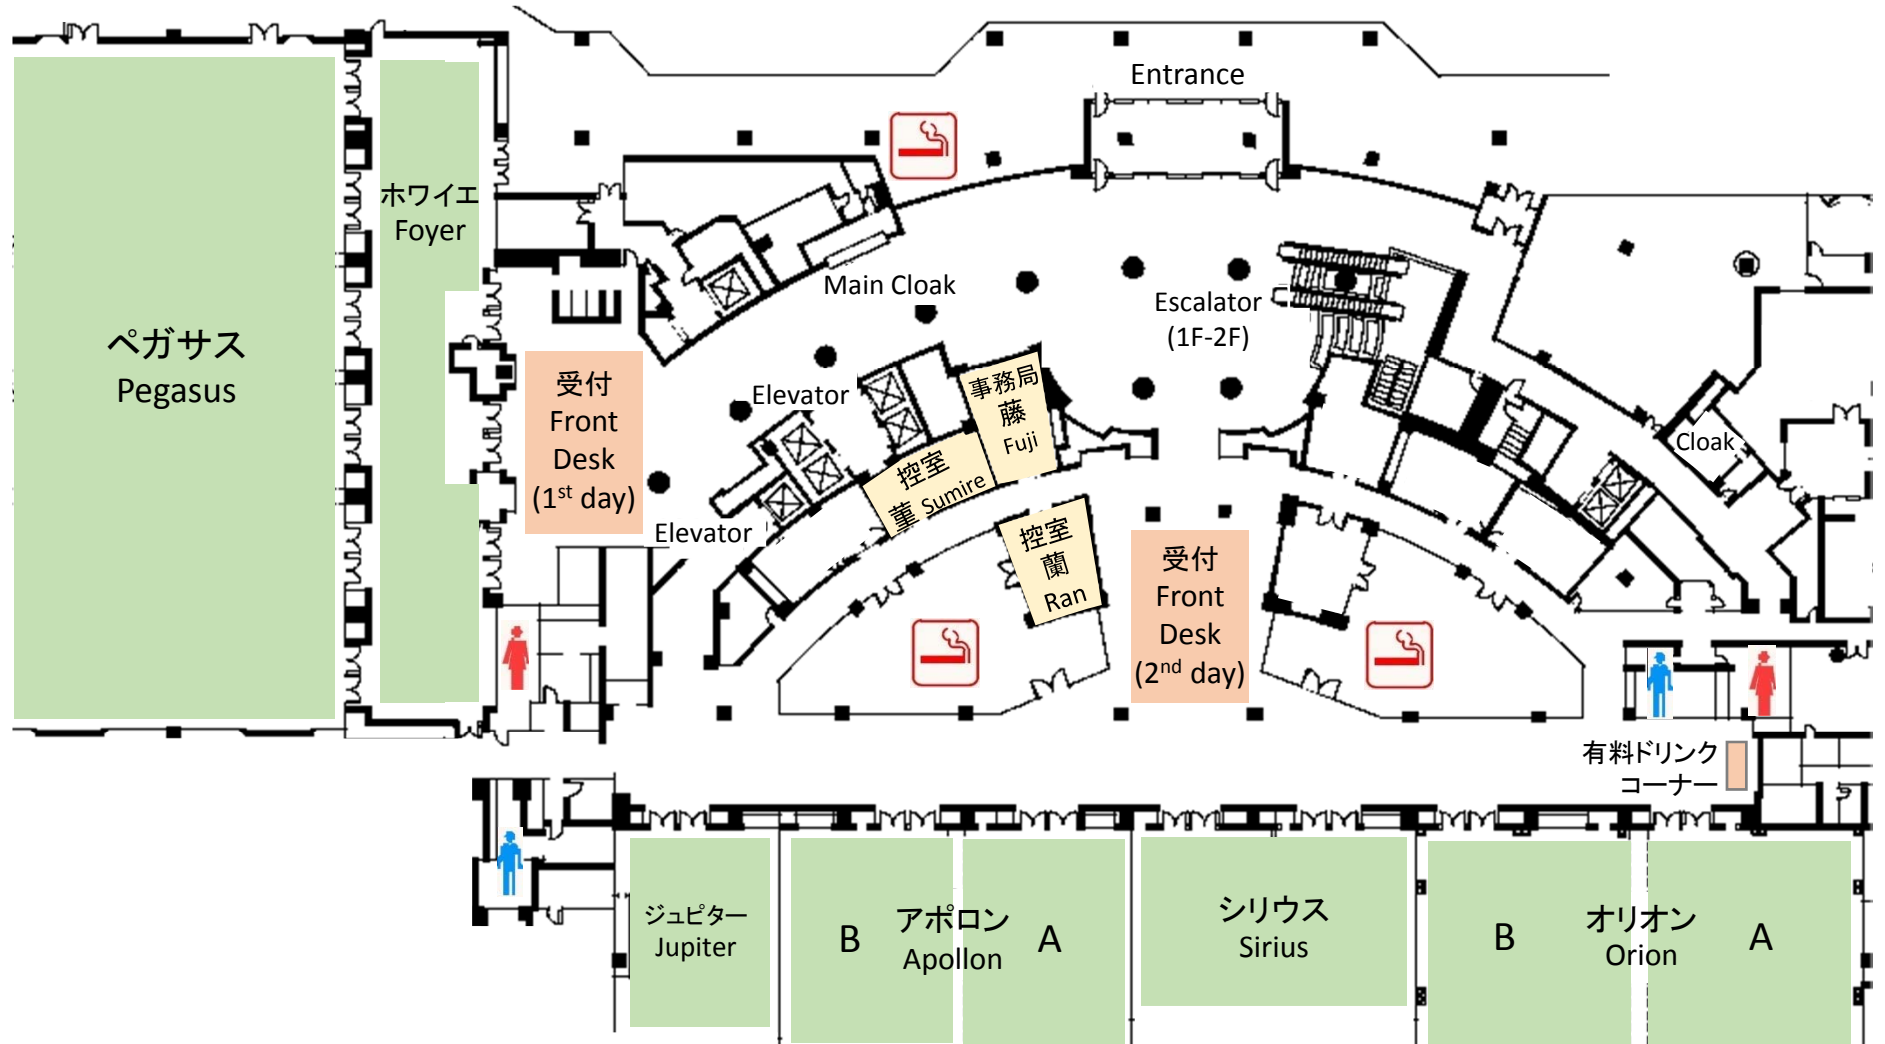 Entrance
ホワイエ
Foyer
Main Cloak
Escalator
(1F-2F)
ペガサス
Pegasus
受付
Front
Desk
(1st day)
Elevator
事務局
藤
Fuji
控室
菫 Sumire
Cloak
Elevator
控室
蘭
Ran
受付
Front
Desk
(2nd day)
有料ドリンク
コーナー
ジュピター
Jupiter
B
アポロン
Apollon
A
シリウス
Sirius
B
オリオン
Orion
A